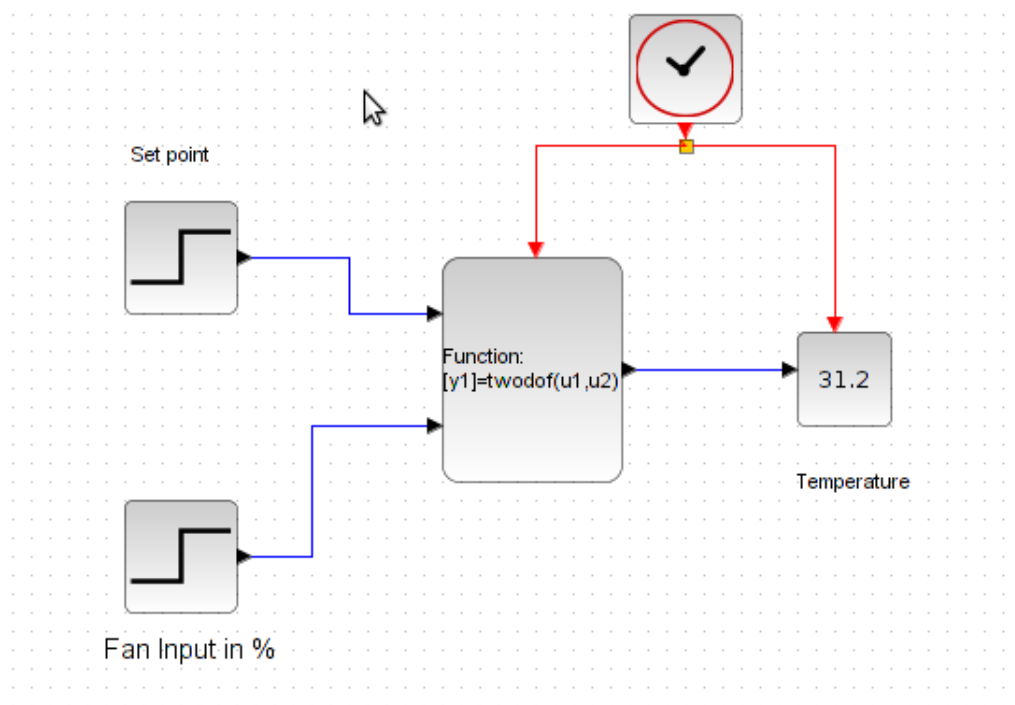 Set point
Function:
[y1]=twodof(u1,u2)
31.2
Temperature
Fan Input in %